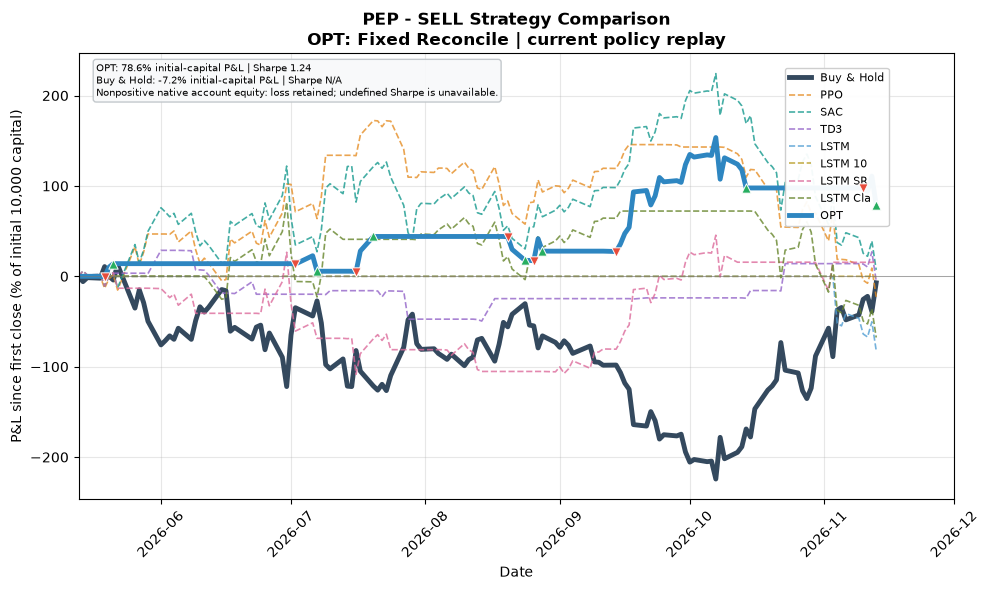 PEP - SELL Strategy Comparison
OPT: Fixed Reconcile | current policy replay
OPT: 78.6% initial-capital P&L | Sharpe 1.24
Buy & Hold: -7.2% initial-capital P&L | Sharpe N/A
Nonpositive native account equity: loss retained; undefined Sharpe is unavailable.
Buy & Hold
PPO
SAC
TD3
LSTM
LSTM 10
LSTM SR
LSTM Cla
OPT
P&L since first close (% of initial 10,000 capital)
200
100
0
−100
−200
2026-06
2026-07
2026-08
2026-09
2026-10
2026-11
2026-12
Date